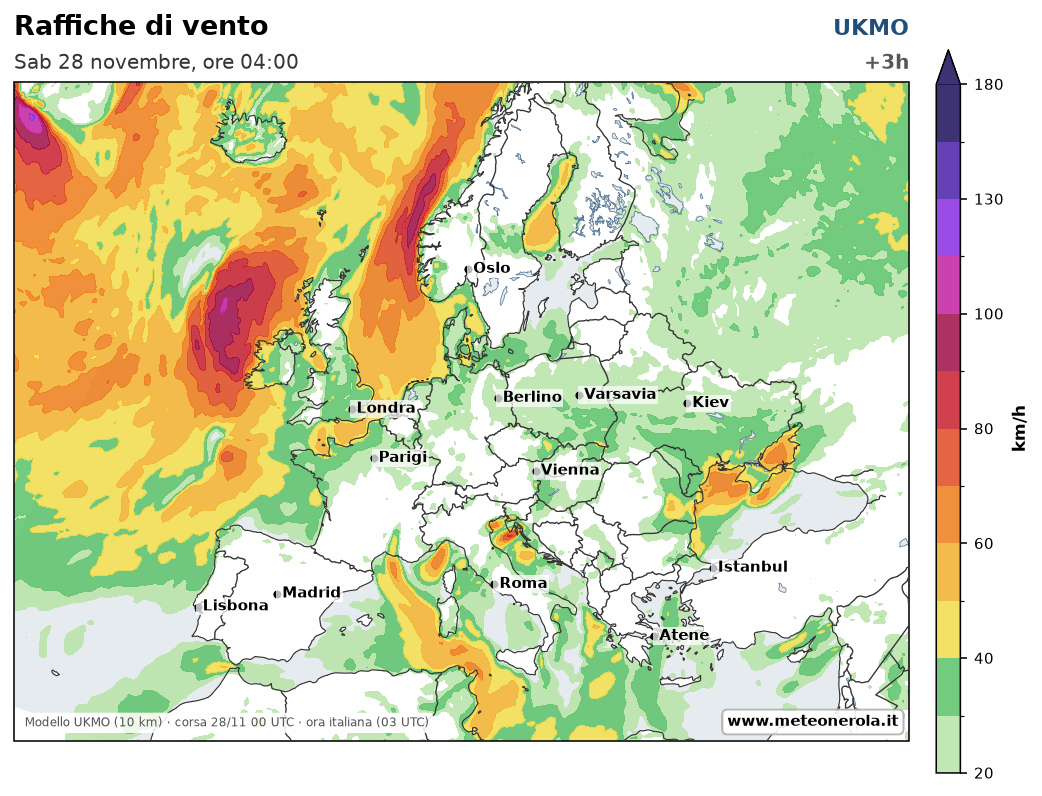 Raffiche di vento
UKMO
Sab 28 novembre, ore 04:00
+3h
180
130
100
80
60
40
20
km/h
Oslo
Berlino
Varsavia
Kiev
Londra
Parigi
Vienna
Istanbul
Roma
Madrid
Lisbona
Atene
Modello UKMO (10 km) · corsa 28/11 00 UTC · ora italiana (03 UTC)
www.meteonerola.it